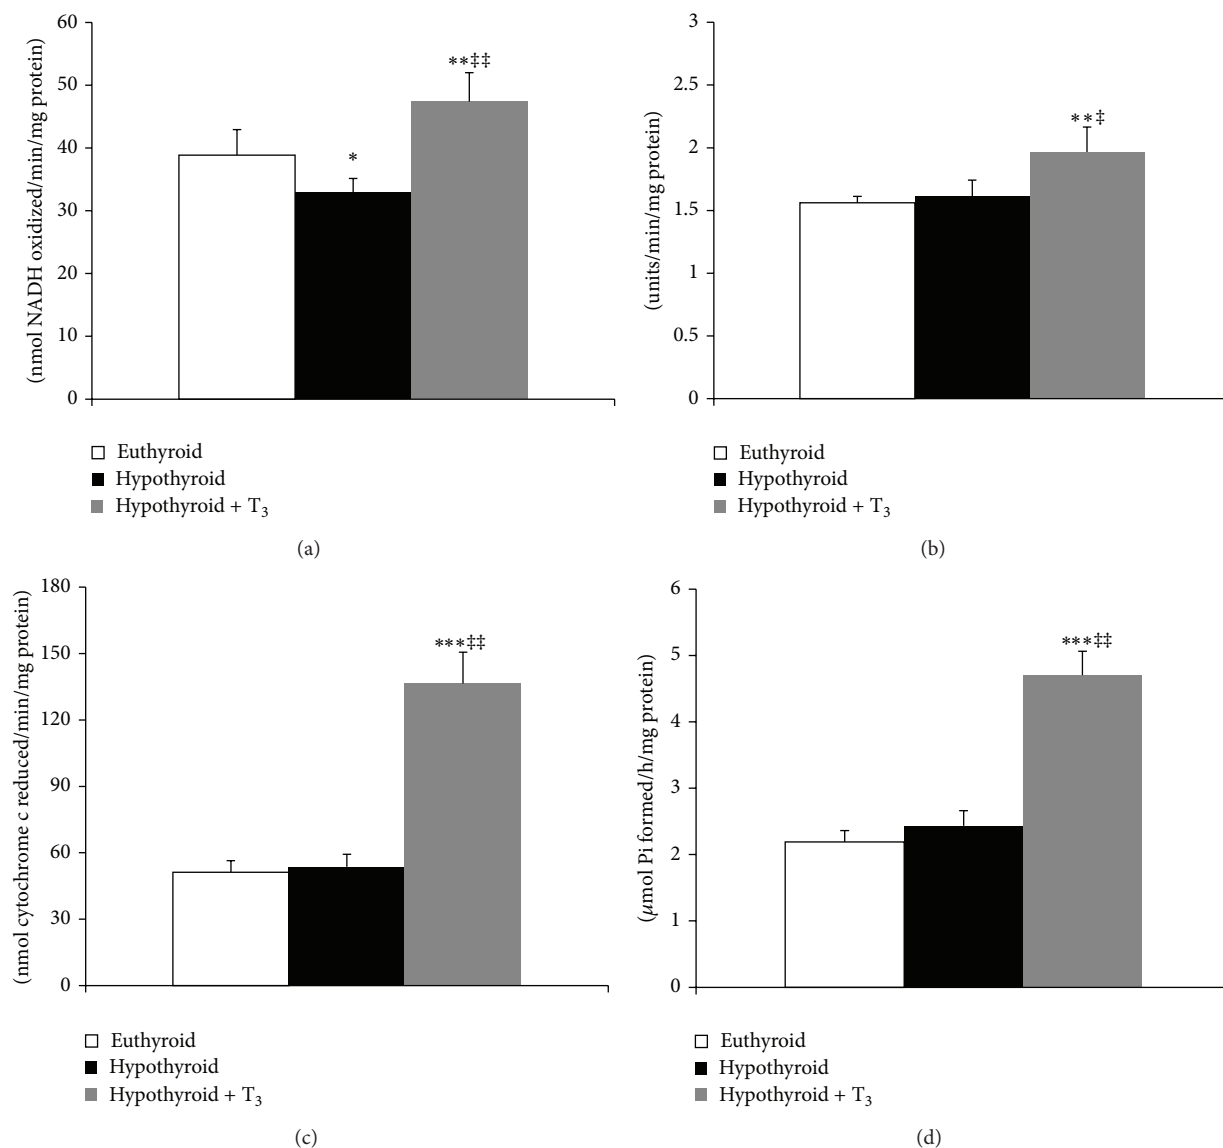 (nmol NADH oxidized/min/mg protein)
60
50
40
30
20
10
0
**‡‡
*
Euthyroid
Hypothyroid
Hypothyroid + T₃
(a)
(units/min/mg protein)
3
2.5
2
1.5
1
0.5
0
**‡
Euthyroid
Hypothyroid
Hypothyroid + T₃
(b)
(nmol cytochrome c reduced/min/mg protein)
180
150
120
90
60
30
0
***‡‡
Euthyroid
Hypothyroid
Hypothyroid + T₃
(c)
(μmol Pi formed/h/mg protein)
6
5
4
3
2
1
0
***‡‡
Euthyroid
Hypothyroid
Hypothyroid + T₃
(d)